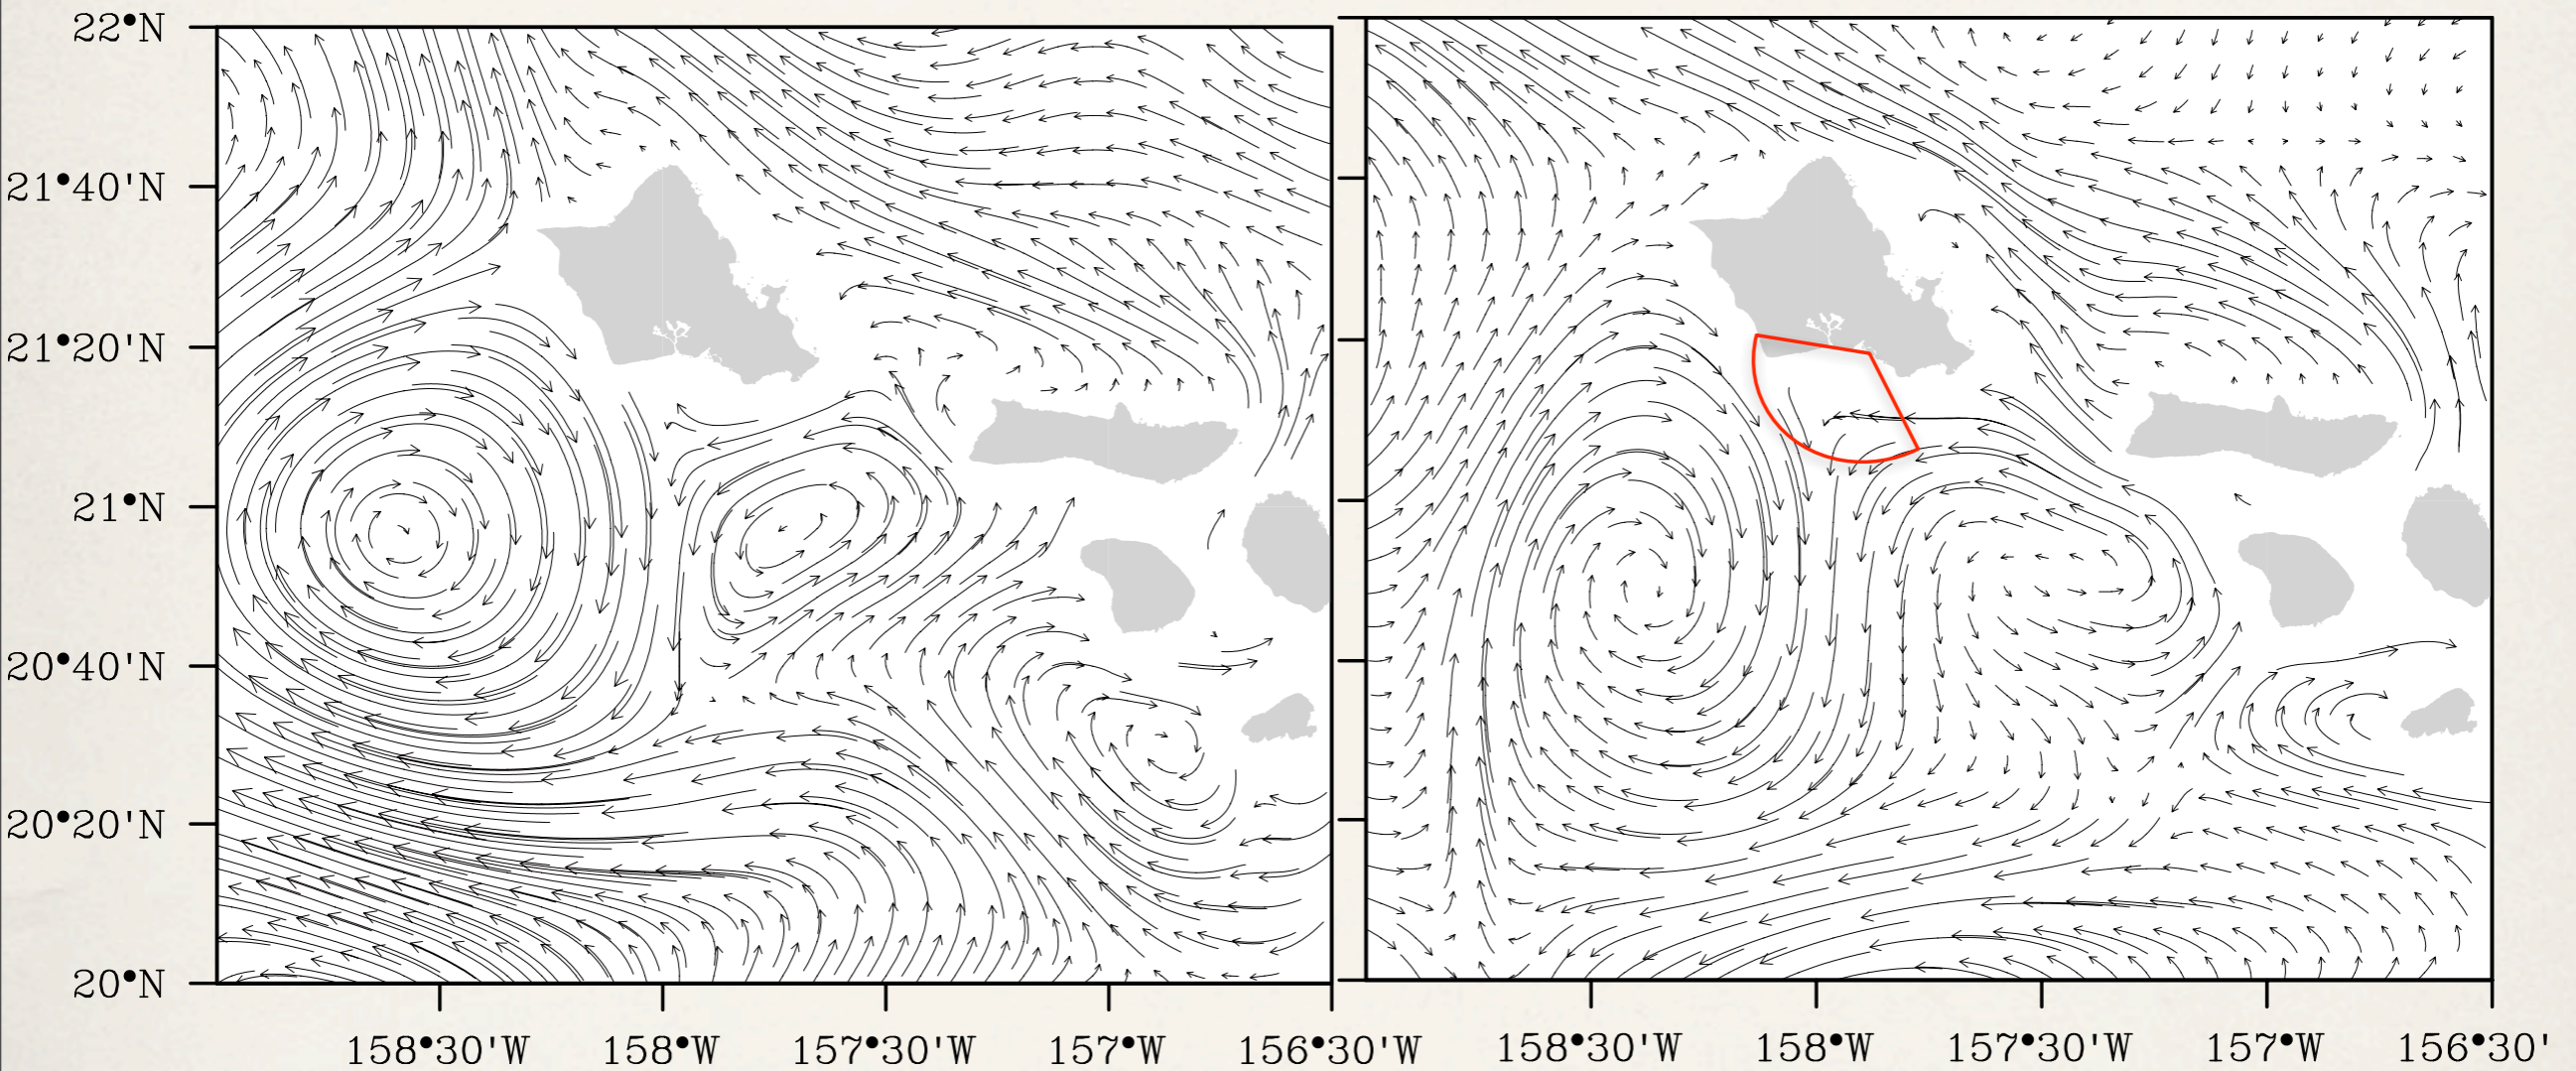 22•N
21•40'N
21•20'N
21•N
20•40'N
20•20'N
20•N
158•30'W 158•W 157•30'W 157•W 156•30'W
158•30'W 158•W 157•30'W 157•W 156•30'